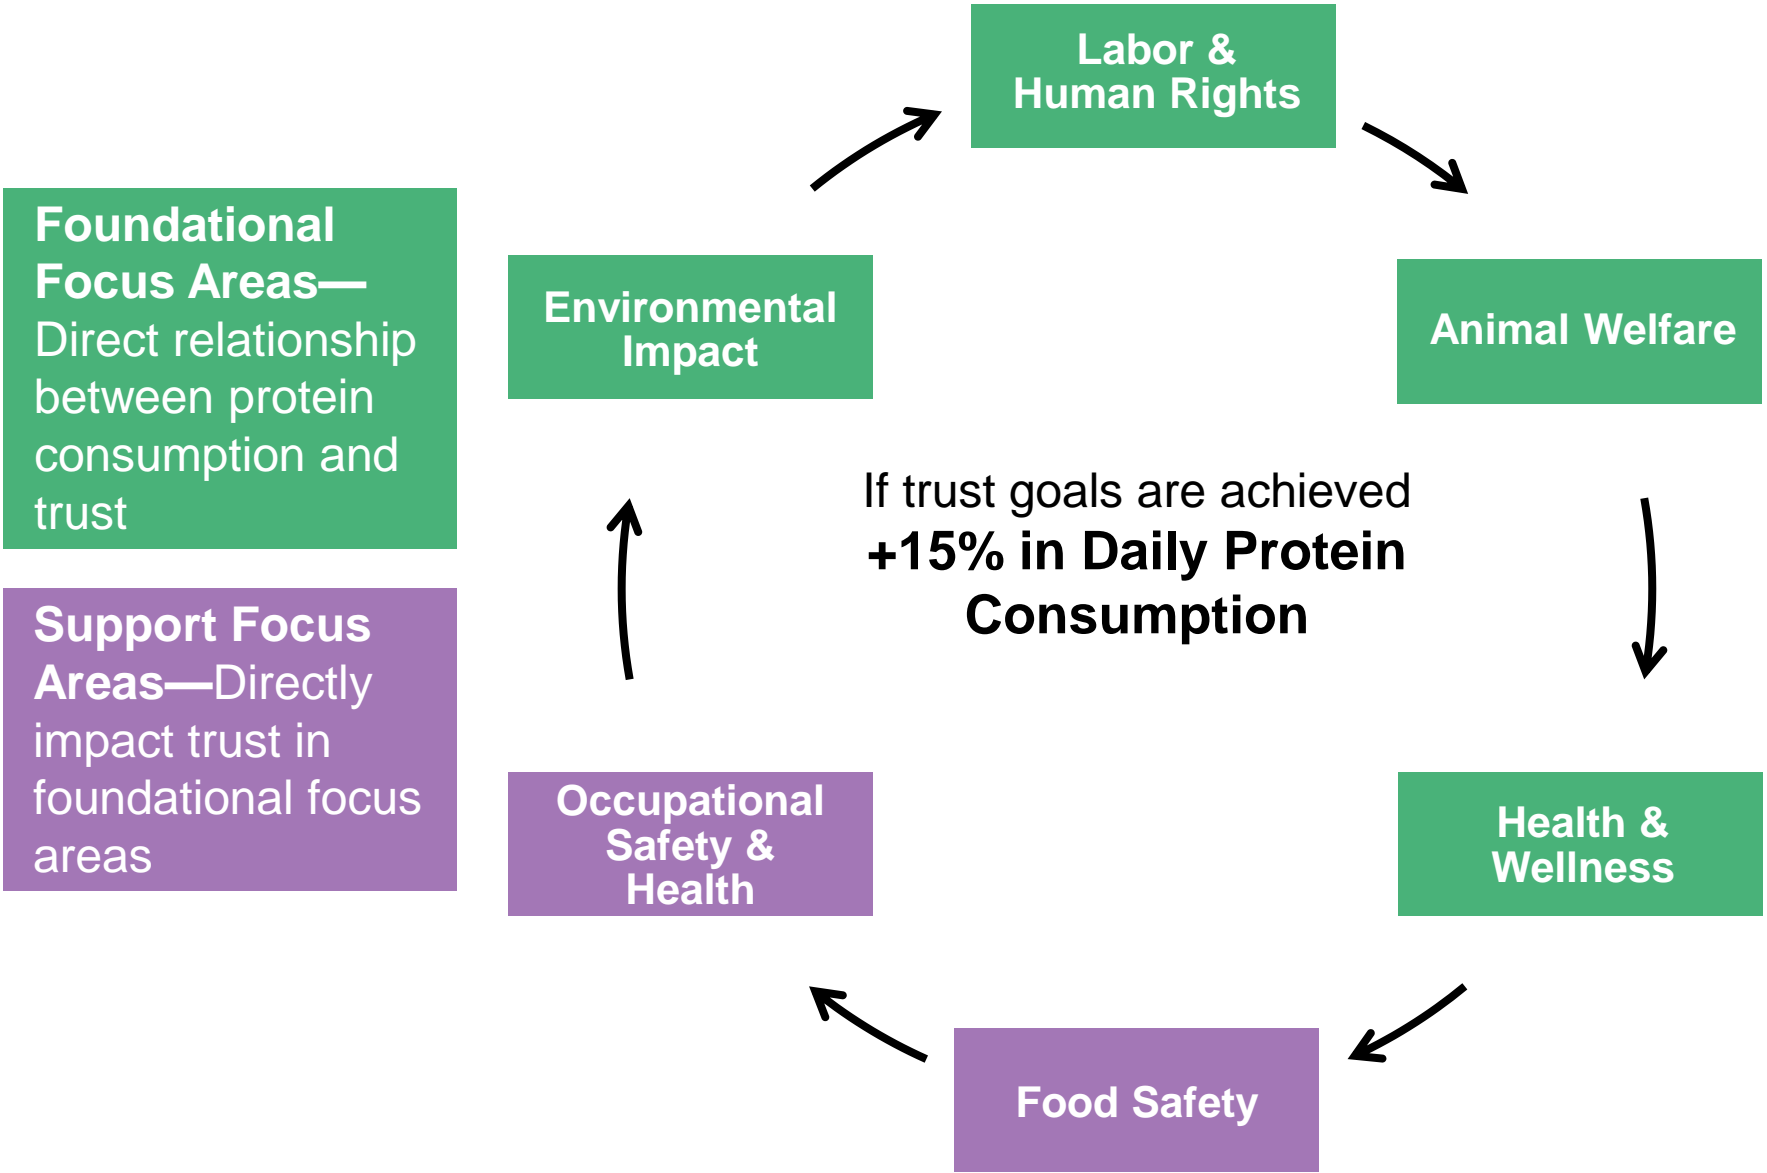 Labor &
Human Rights
Foundational
Focus Areas—
Direct relationship
between protein
consumption and
trust
Environmental
Impact
Animal Welfare
If trust goals are achieved
+15% in Daily Protein
Consumption
Support Focus
Areas—Directly
impact trust in
foundational focus
areas
Occupational
Safety &
Health
Health &
Wellness
Food Safety